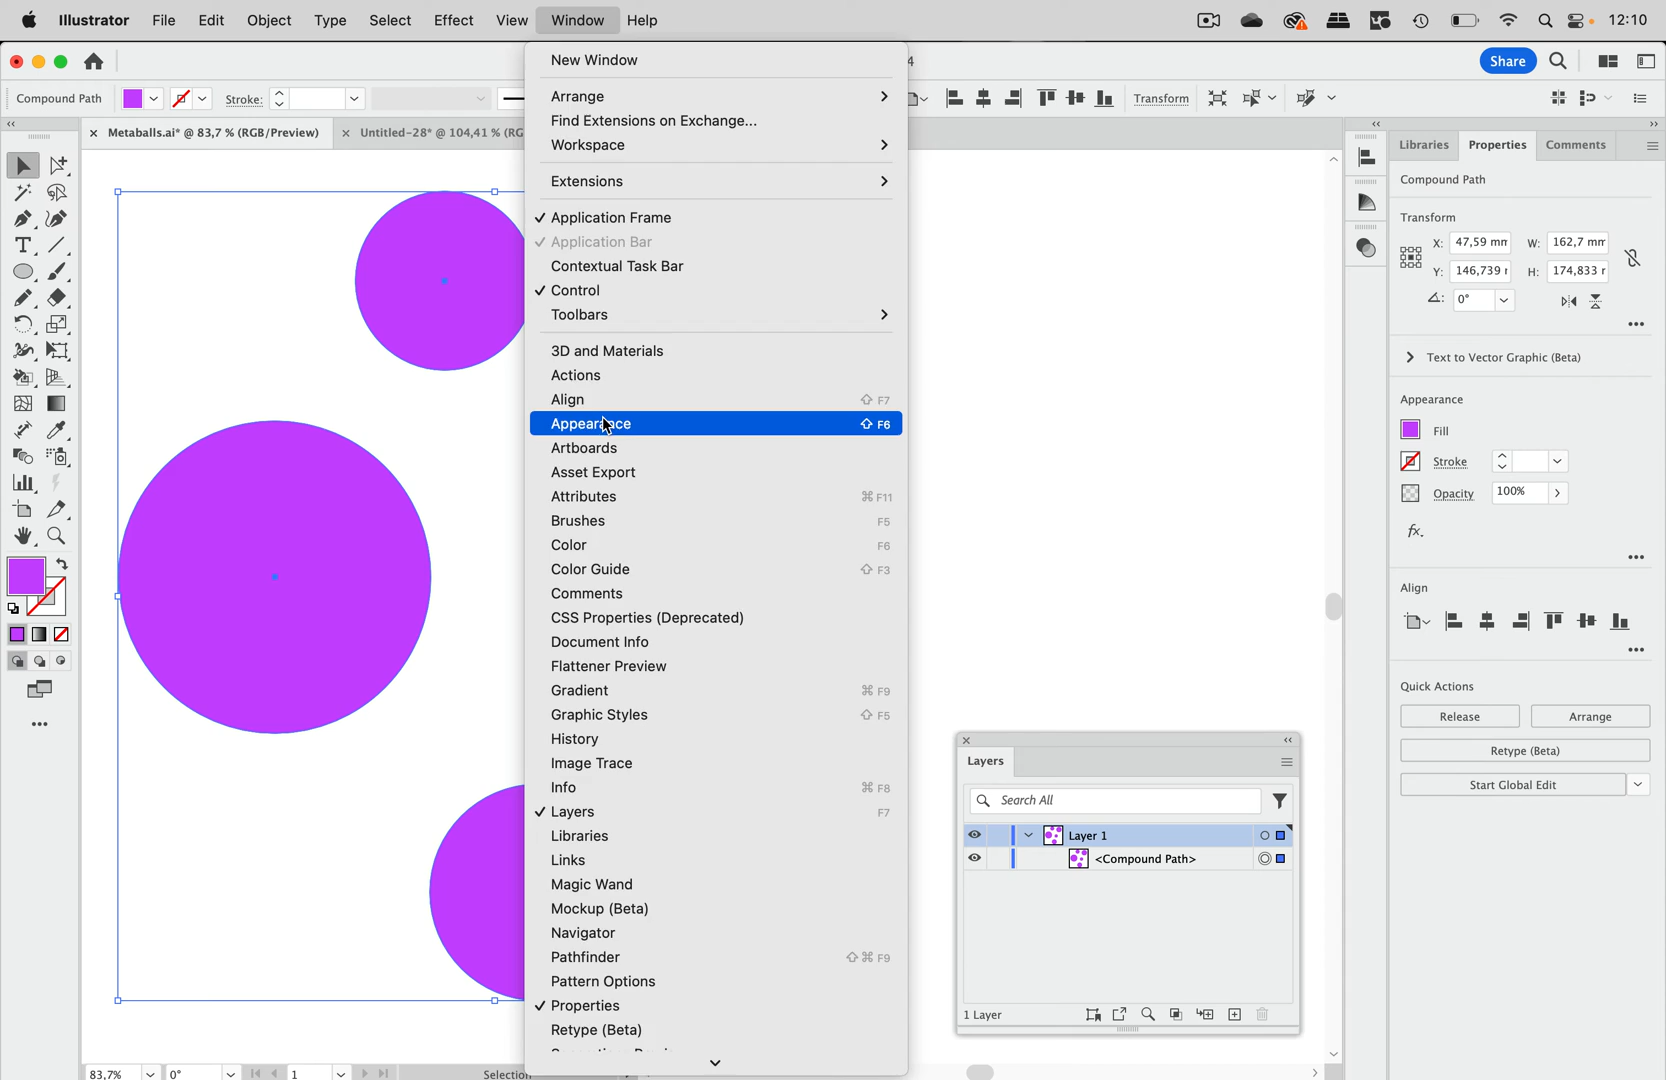 Illustrator File Edit Object Type Select Effect View Window Help 12:10
Share
Compound Path Stroke: Transform
× Metaballs.ai* @ 83,7 % (RGB/Preview) × Untitled-28* @ 104,41 % (RG
New Window
Arrange
Find Extensions on Exchange...
Workspace
Extensions
✓ Application Frame
✓ Application Bar
Contextual Task Bar
✓ Control
Toolbars
3D and Materials
Actions
Align ⇧ F7
Appearance ⇧ F6
Artboards
Asset Export
Attributes ⌘ F11
Brushes F5
Color F6
Color Guide ⇧ F3
Comments
CSS Properties (Deprecated)
Document Info
Flattener Preview
Gradient ⌘ F9
Graphic Styles ⇧ F5
History
Image Trace
Info ⌘ F8
✓ Layers F7
Libraries
Links
Magic Wand
Mockup (Beta)
Navigator
Pathfinder ⇧ ⌘ F9
Pattern Options
✓ Properties
Retype (Beta)
Layers
Search All
Layer 1
<Compound Path>
1 Layer
Libraries Properties Comments
Compound Path
Transform
X: 47,59 mm W: 162,7 mm
Y: 146,739 r H: 174,833 r
0°
Text to Vector Graphic (Beta)
Appearance
Fill
Stroke
Opacity 100%
fx.
Align
Quick Actions
Release Arrange
Retype (Beta)
Start Global Edit
83,7% 0° 1 Selection